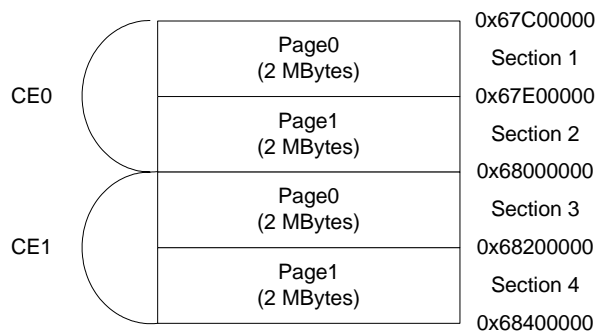 0x67C00000
Page0
(2 MBytes)
Section 1
CE0
0x67E00000
Page1
(2 MBytes)
Section 2
0x68000000
Page0
(2 MBytes)
Section 3
CE1
0x68200000
Page1
(2 MBytes)
Section 4
0x68400000